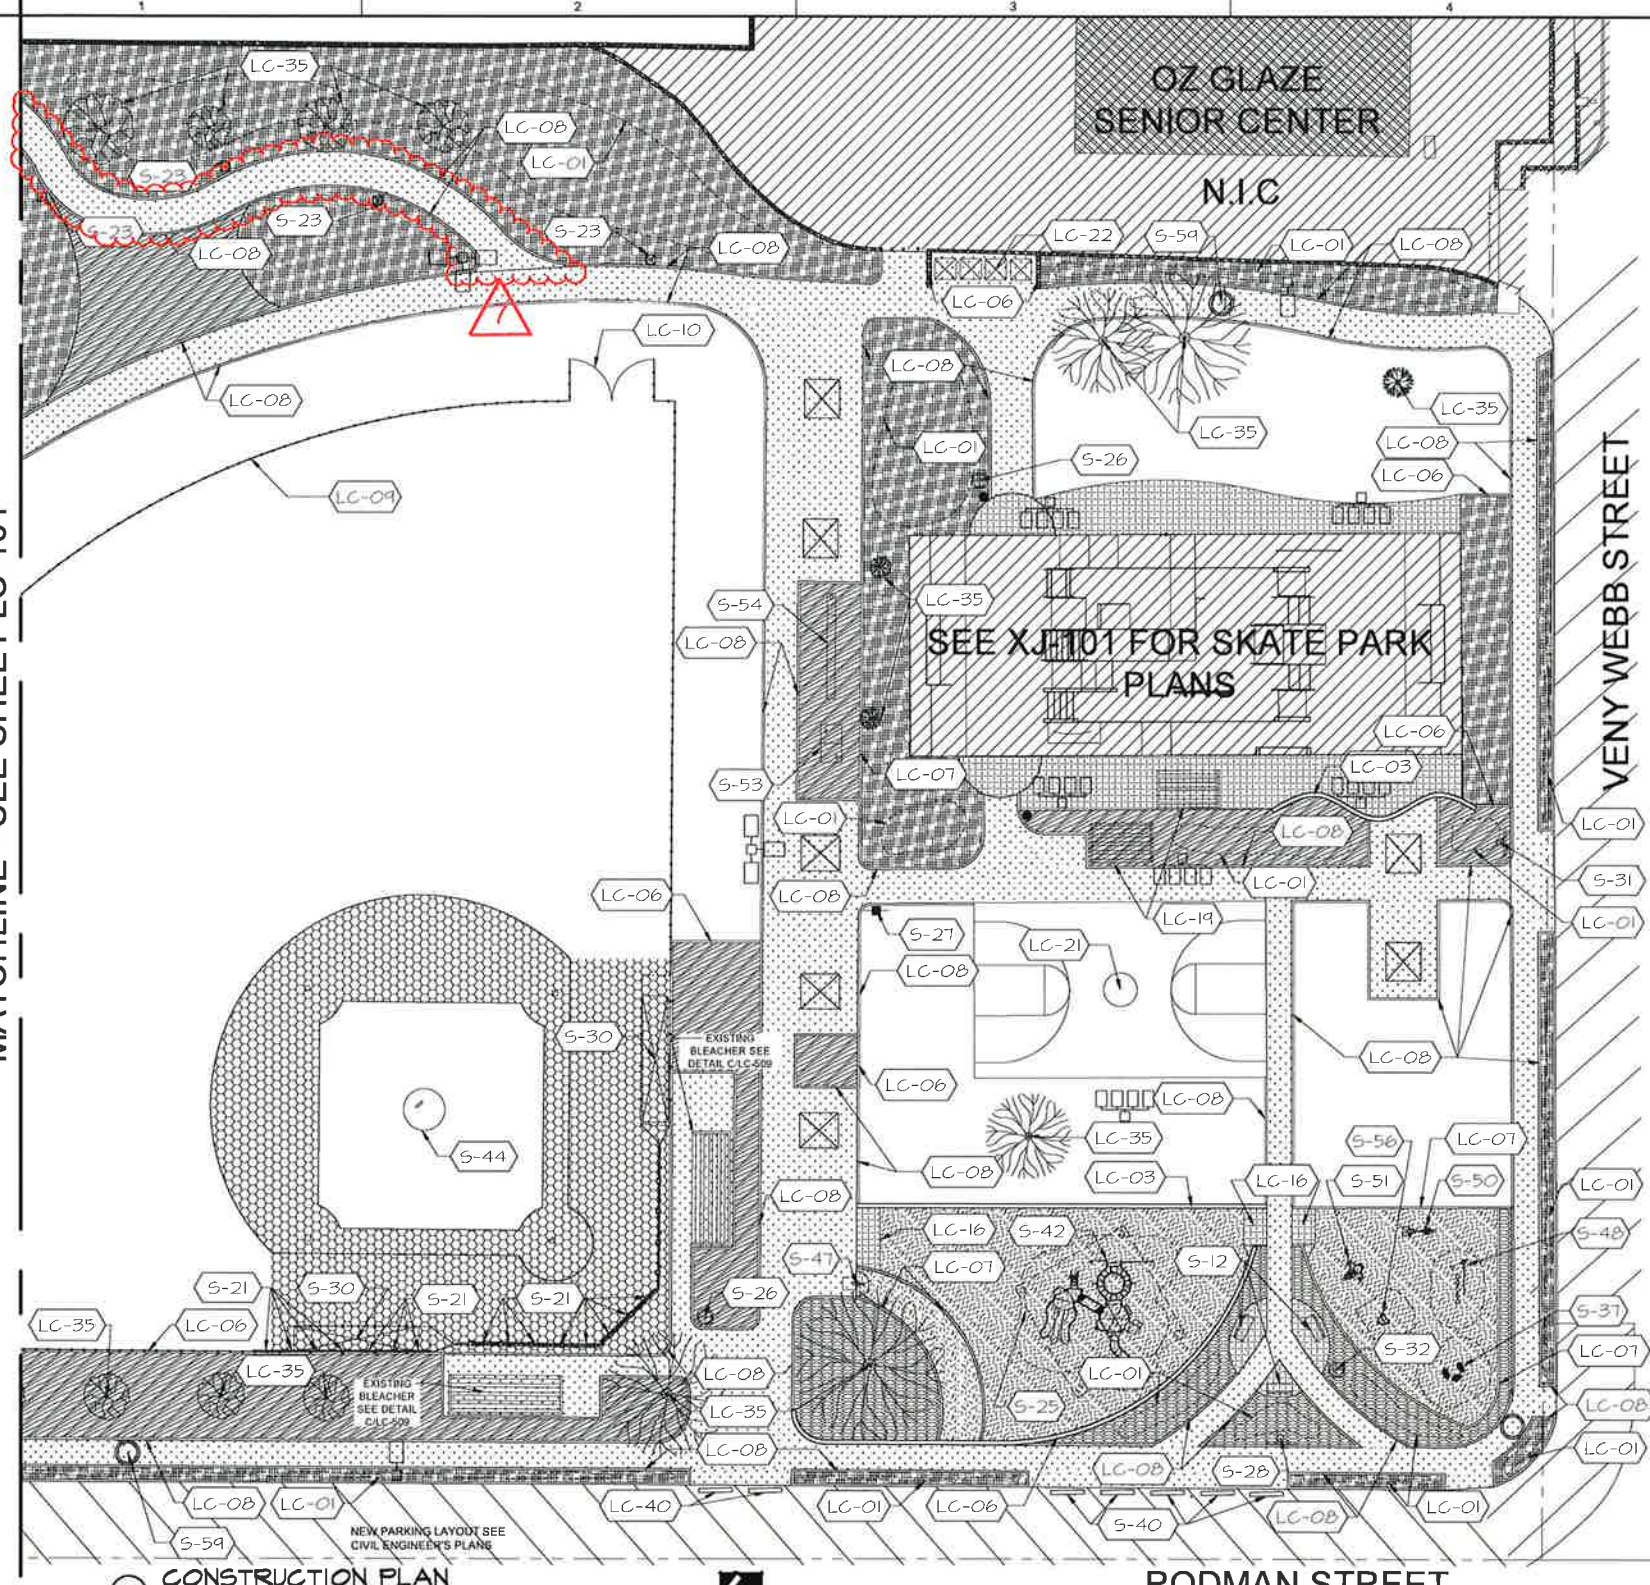 1
2
3
4
LC-35
OZ GLAZE
SENIOR CENTER
LC-08
LC-01
S-23
N.I.C
S-23
S-23
S-23
LC-08
LC-08
LC-22
S-59
LC-01
LC-08
LC-06
7
LC-10
LC-08
LC-08
LC-35
LC-35
LC-08
LC-01
S-26
LC-06
LC-09
VENY WEBB STREET
S-54
LC-35
LC-08
SEE XJ-101 FOR SKATE PARK
PLANS
LC-06
S-53
LC-07
LC-03
LC-01
LC-08
LC-01
LC-06
LC-08
LC-01
S-31
LC-19
LC-01
S-27
LC-21
LC-08
S-30
EXISTING
BLEACHER SEE
DETAIL C/LC-509
LC-08
LC-06
LC-08
S-44
LC-35
S-56
LC-07
LC-08
LC-03
LC-16
S-51
S-50
LC-01
LC-08
LC-16
S-42
S-48
S-47
LC-07
S-12
S-21
S-30
S-21
S-21
S-26
S-37
LC-35
LC-06
S-32
LC-07
LC-35
LC-08
LC-01
EXISTING
BLEACHER
SEE DETAIL
C/LC-509
LC-35
S-25
LC-08
LC-08
LC-01
LC-08
S-28
LC-08
LC-01
LC-40
LC-01
LC-06
S-40
LC-08
LC-01
S-59
NEW PARKING LAYOUT SEE
CIVIL ENGINEER'S PLANS
CONSTRUCTION PLAN
RODMAN STREET